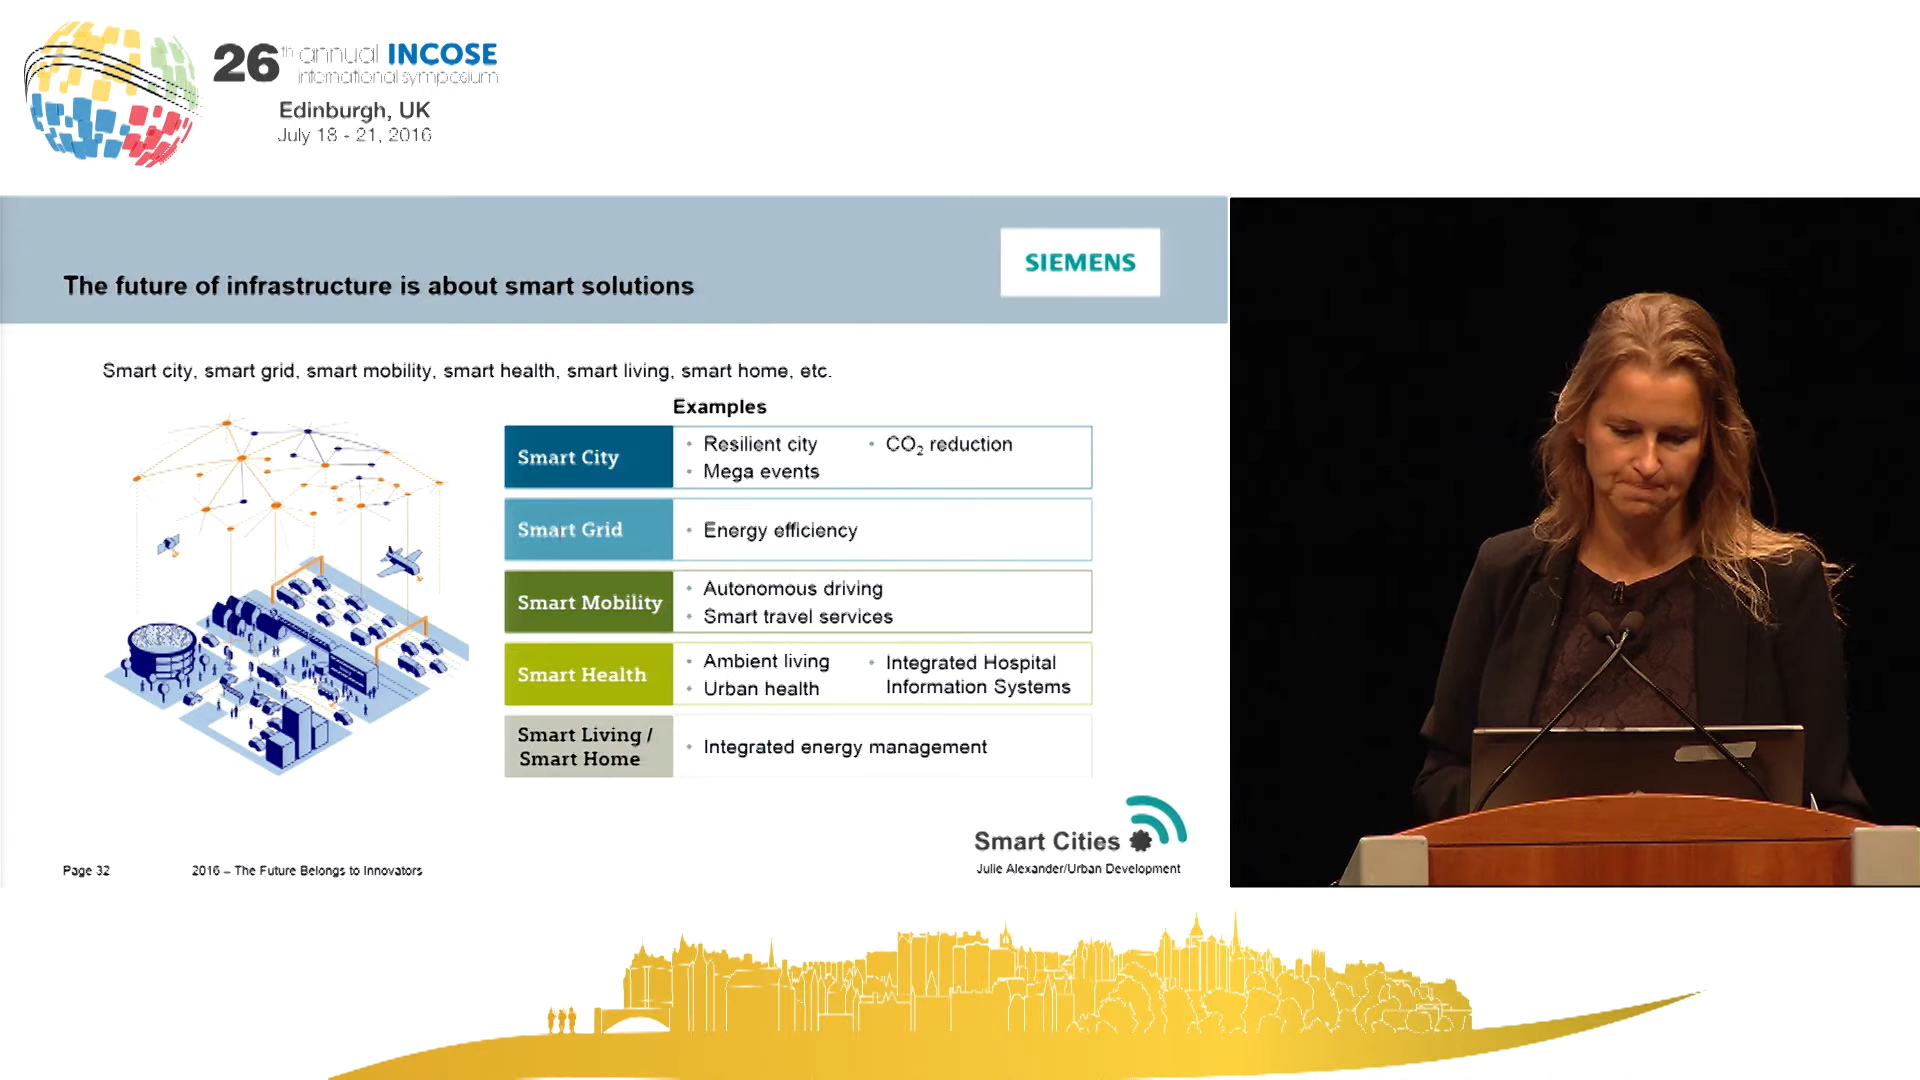 26th annual INCOSE
international symposium
Edinburgh, UK
July 18 - 21, 2016
SIEMENS
The future of infrastructure is about smart solutions
Smart city, smart grid, smart mobility, smart health, smart living, smart home, etc.
Examples
Smart City
• Resilient city
• Mega events
• CO₂ reduction
Smart Grid
• Energy efficiency
Smart Mobility
• Autonomous driving
• Smart travel services
Smart Health
• Ambient living
• Urban health
• Integrated Hospital
Information Systems
Smart Living /
Smart Home
• Integrated energy management
Smart Cities
Page 32
2016 – The Future Belongs to Innovators
Julie Alexander/Urban Development